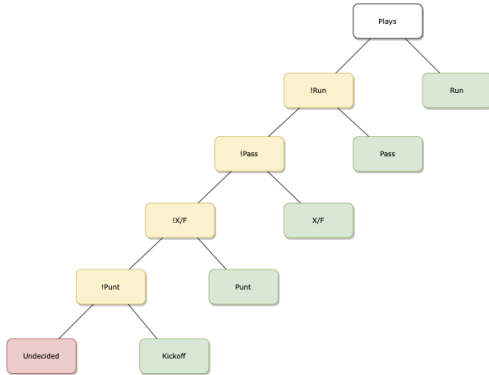 Plays
!Run
Run
!Pass
Pass
!X/F
X/F
!Punt
Punt
Undecided
Kickoff